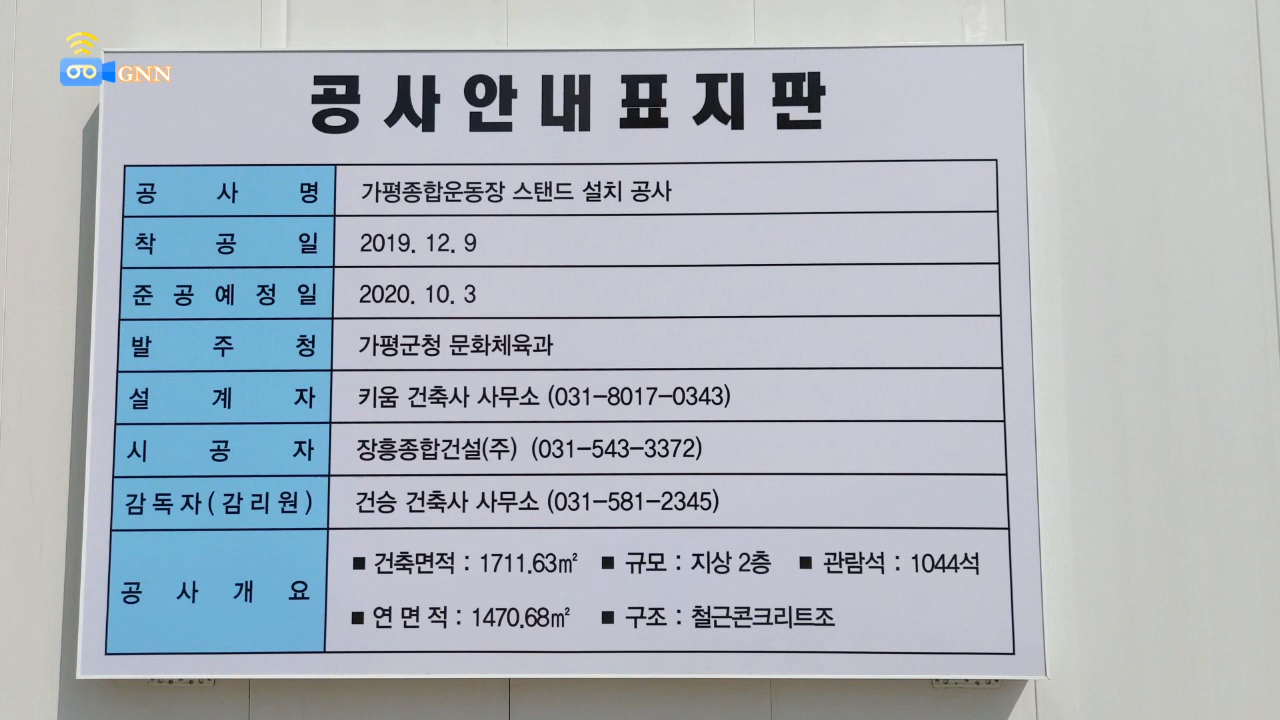 GNN
공사안내표지판
공 사 명 가평종합운동장 스탠드 설치 공사
착 공 일 2019. 12. 9
준공예정일 2020. 10. 3
발 주 청 가평군청 문화체육과
설 계 자 키움 건축사 사무소 (031-8017-0343)
시 공 자 장흥종합건설(주) (031-543-3372)
감독자(감리원) 건승 건축사 사무소 (031-581-2345)
공 사 개 요
■ 건축면적 : 1711.63㎡ ■ 규모 : 지상 2층 ■ 관람석 : 1044석
■ 연 면 적 : 1470.68㎡ ■ 구조 : 철근콘크리트조